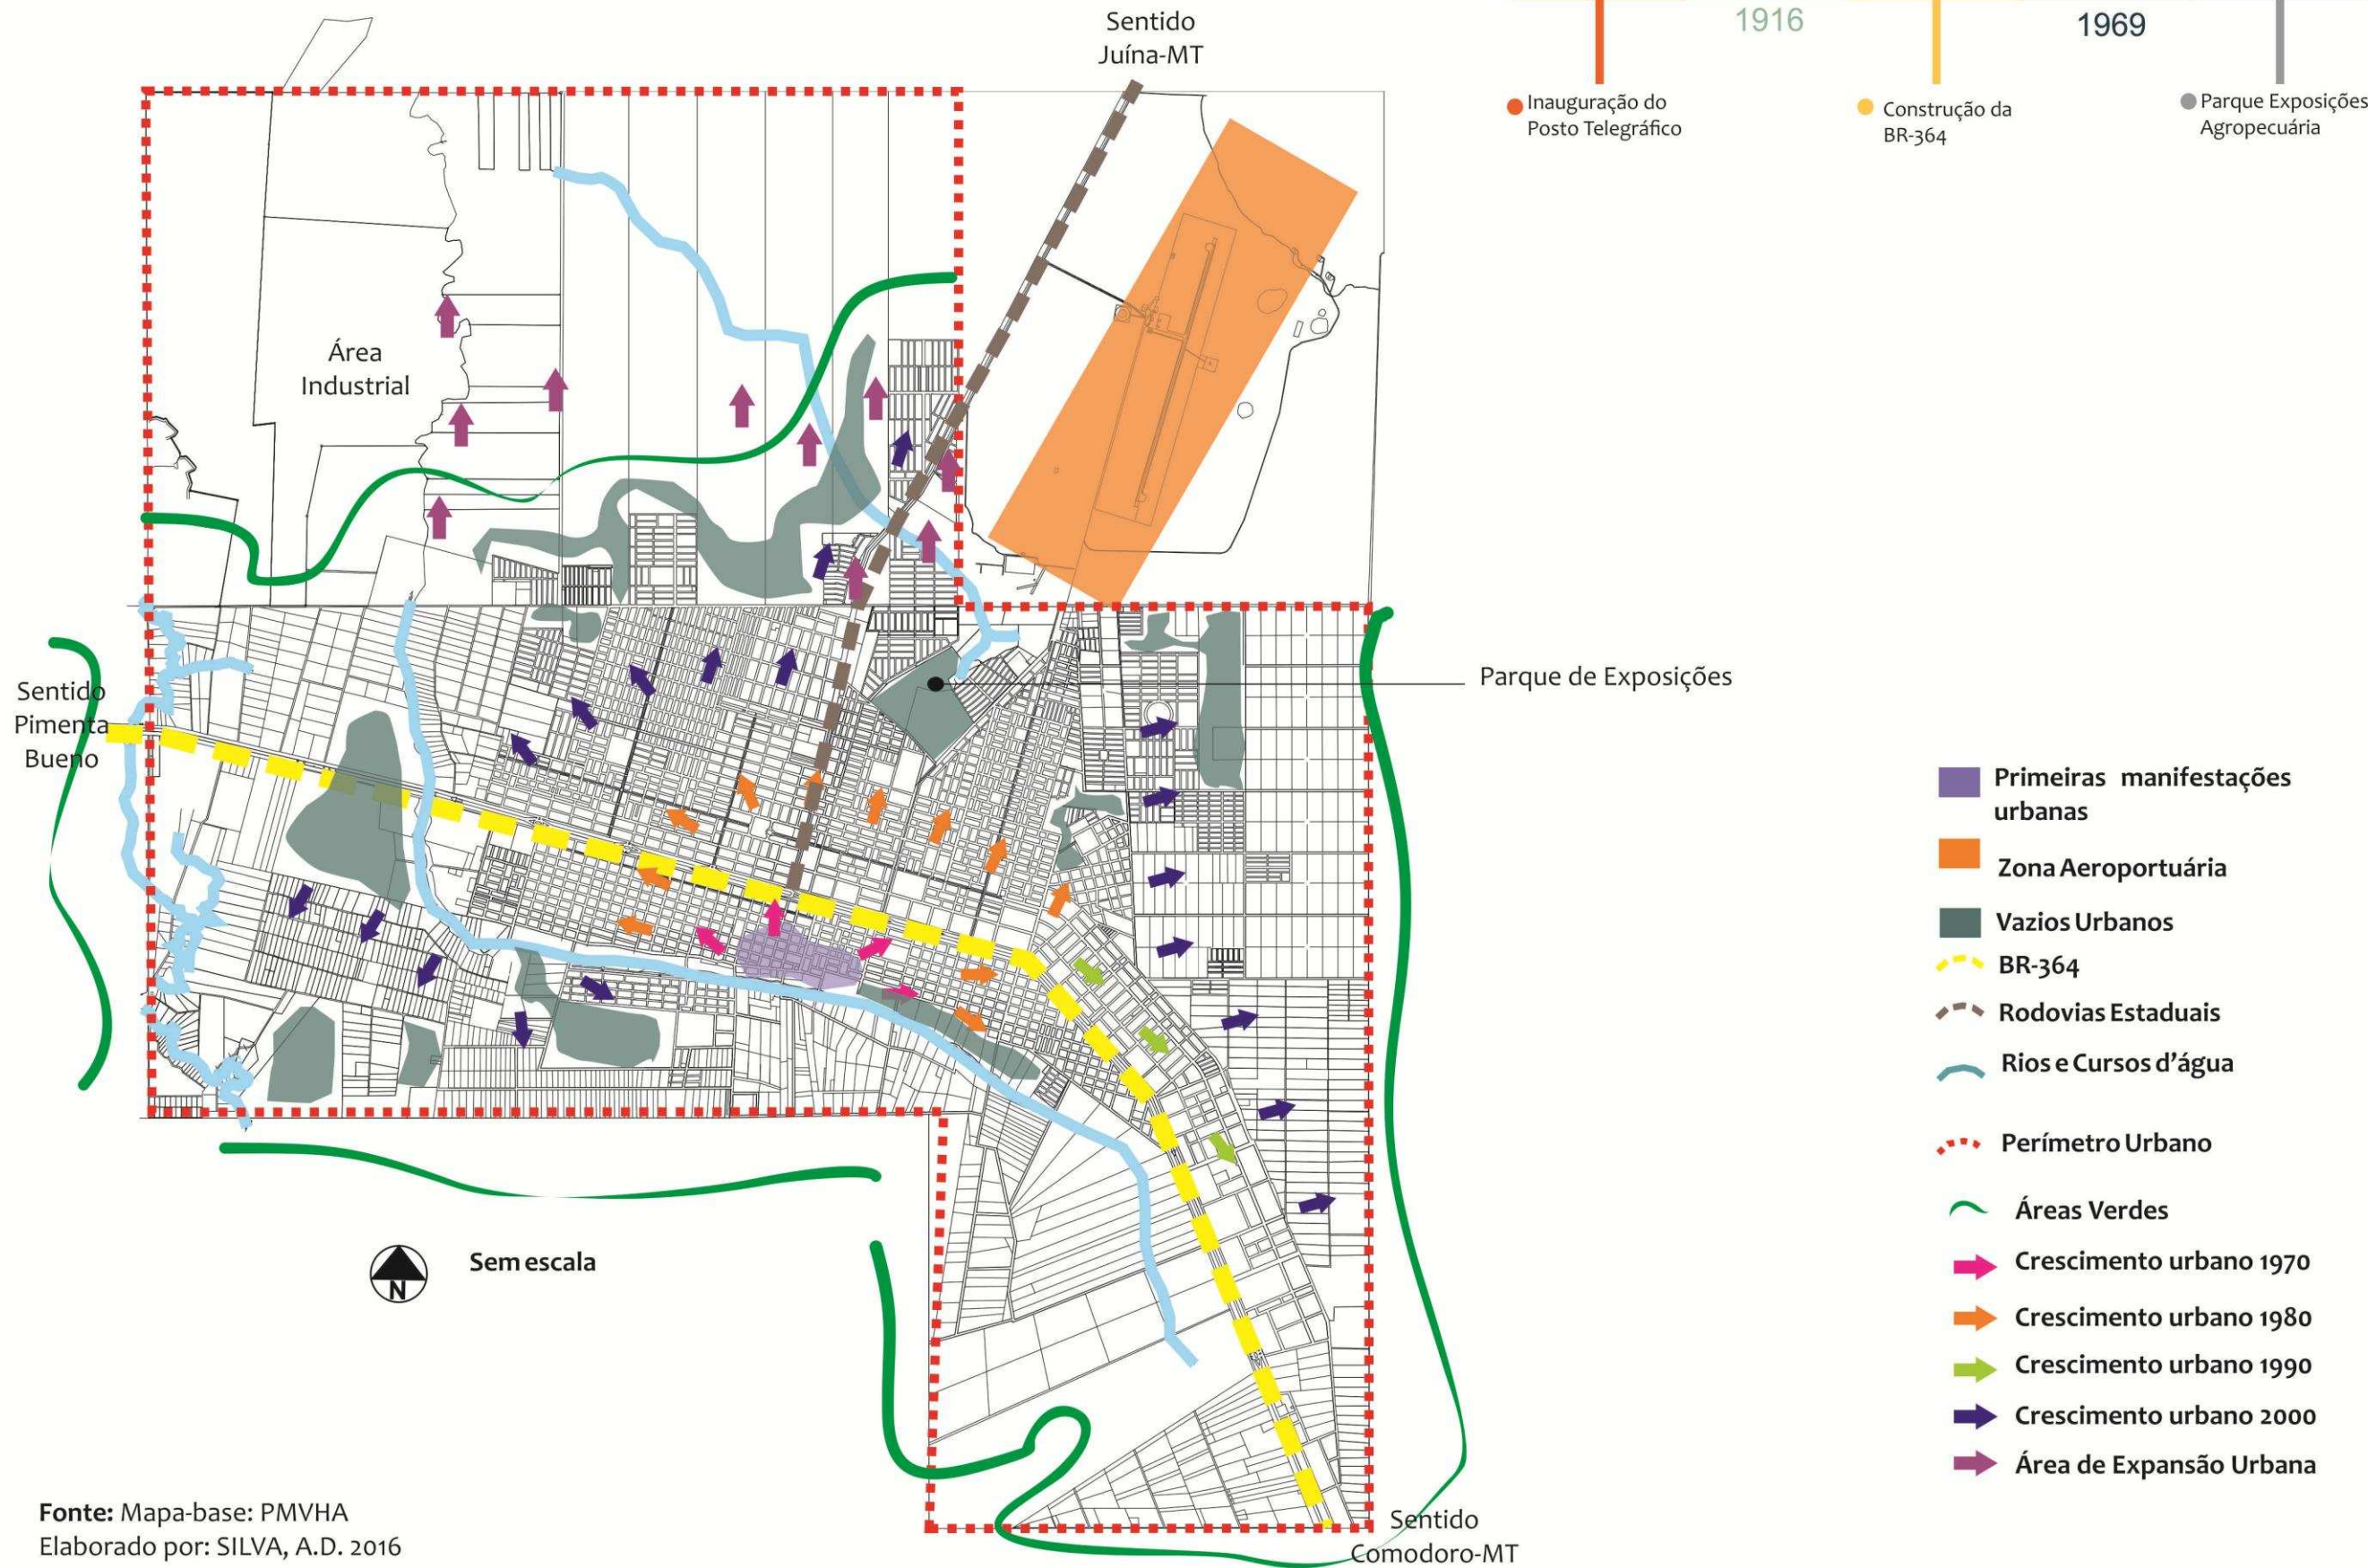 Sentido
Juína-MT
1916
1969
Inauguração do
Posto Telegráfico
Construção da
BR-364
Parque Exposições
Agropecuária
Área
Industrial
Sentido
Pimenta
Bueno
Parque de Exposições
Primeiras manifestações
urbanas
Zona Aeroportuária
Vazios Urbanos
BR-364
Rodovias Estaduais
Rios e Cursos d'água
Perímetro Urbano
Áreas Verdes
Crescimento urbano 1970
Crescimento urbano 1980
Crescimento urbano 1990
Crescimento urbano 2000
Área de Expansão Urbana
N
Sem escala
Fonte: Mapa-base: PMVHA
Elaborado por: SILVA, A.D. 2016
Sentido
Comodoro-MT